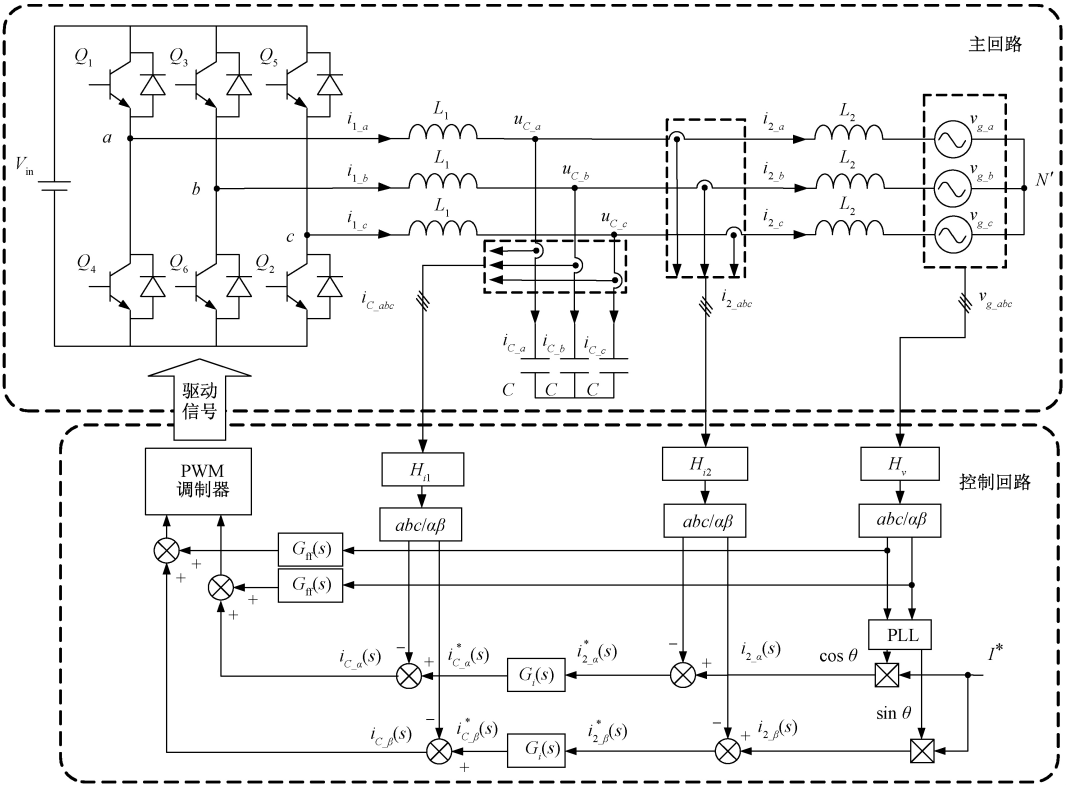 主回路
Q1 Q3 Q5
Vin
a
b
c
Q4 Q6 Q2
i1_a L1 uC_a i2_a L2 vg_a
i1_b L1 uC_b i2_b L2 vg_b N′
i1_c L1 uC_c i2_c L2 vg_c
iC_abc i2_abc vg_abc
iC_a iC_b iC_c
C C C
驱动
信号
控制回路
PWM
调制器
Hi1 Hi2 Hv
abc/αβ abc/αβ abc/αβ
Gff(s)
+ +
Gff(s)
+ +
PLL
iC_α(s) − + i*C_α(s) Gi(s) i*2_α(s) − + i2_α(s) cos θ I*
sin θ
iC_β(s) − + i*C_β(s) Gi(s) i*2_β(s) − + i2_β(s)